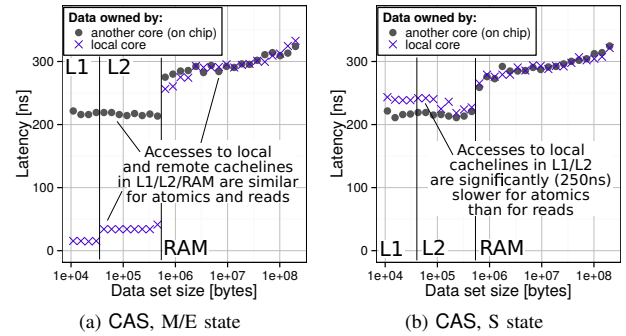 Data owned by:
another core (on chip)
local core
L1
L2
RAM
Accesses to local
and remote cachelines
in L1/L2/RAM are similar
for atomics and reads
Latency [ns]
300
200
100
0
1e+04 1e+05 1e+06 1e+07 1e+08
Data set size [bytes]
(a) CAS, M/E state
Data owned by:
another core (on chip)
local core
Accesses to local
cachelines in L1/L2
are significantly (250ns)
slower for atomics
than for reads
L1 L2 RAM
Latency [ns]
300
200
100
0
1e+04 1e+05 1e+06 1e+07 1e+08
Data set size [bytes]
(b) CAS, S state